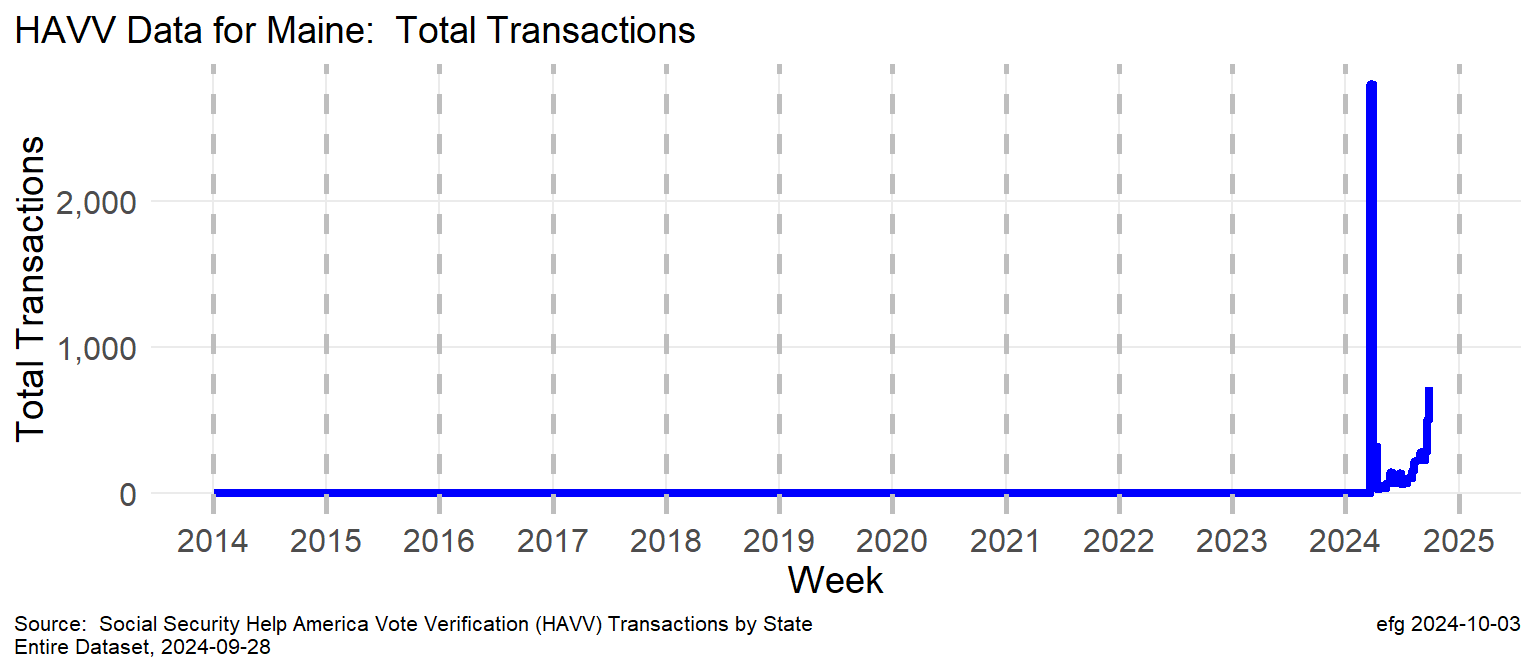 HAVV Data for Maine:  Total Transactions
Total Transactions
2,000
1,000
0
2014 2015 2016 2017 2018 2019 2020 2021 2022 2023 2024 2025
Week
Source:  Social Security Help America Vote Verification (HAVV) Transactions by State
Entire Dataset, 2024-09-28
efg 2024-10-03